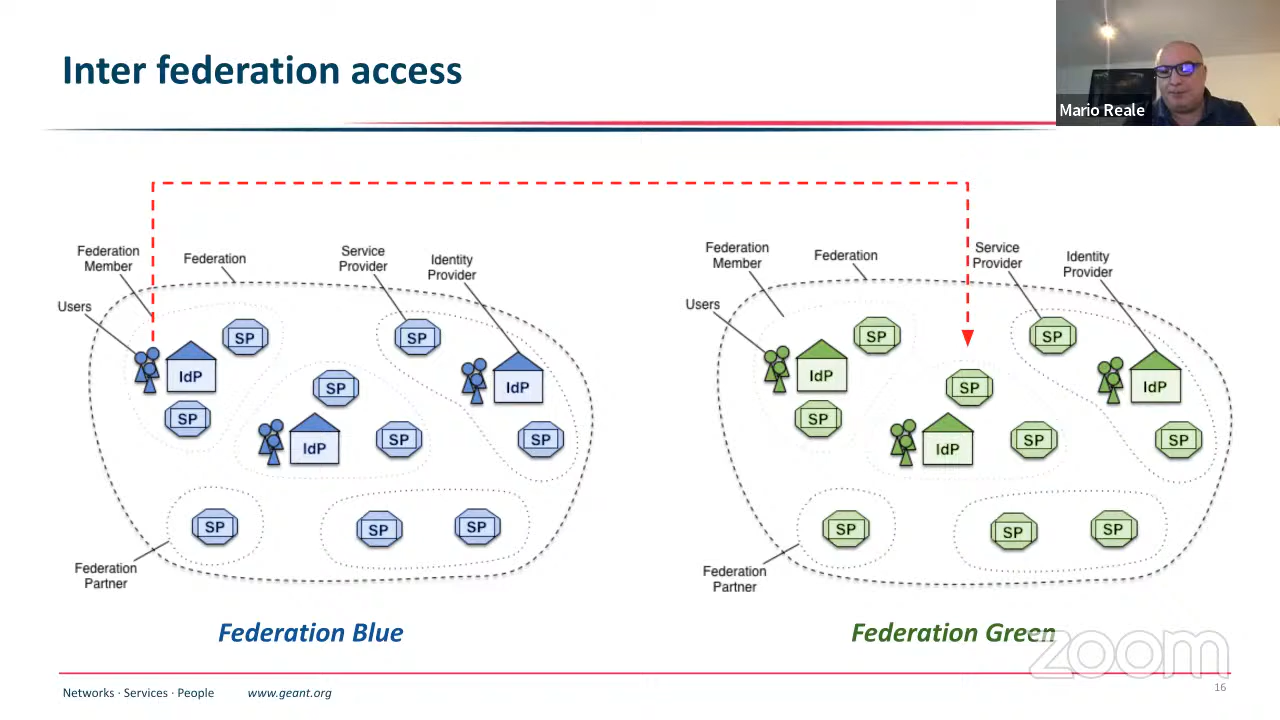 Inter federation access
Mario Reale
Federation
Member
Federation
Service
Provider
Identity
Provider
Users
SP
SP
IdP
IdP
SP
SP
SP
SP
IdP
SP
SP
SP
SP
Federation
Partner
Federation Blue
Federation
Member
Federation
Service
Provider
Identity
Provider
Users
SP
SP
IdP
IdP
SP
SP
SP
SP
IdP
SP
SP
SP
SP
Federation
Partner
Federation Green
zoom
Networks · Services · People
www.geant.org
16